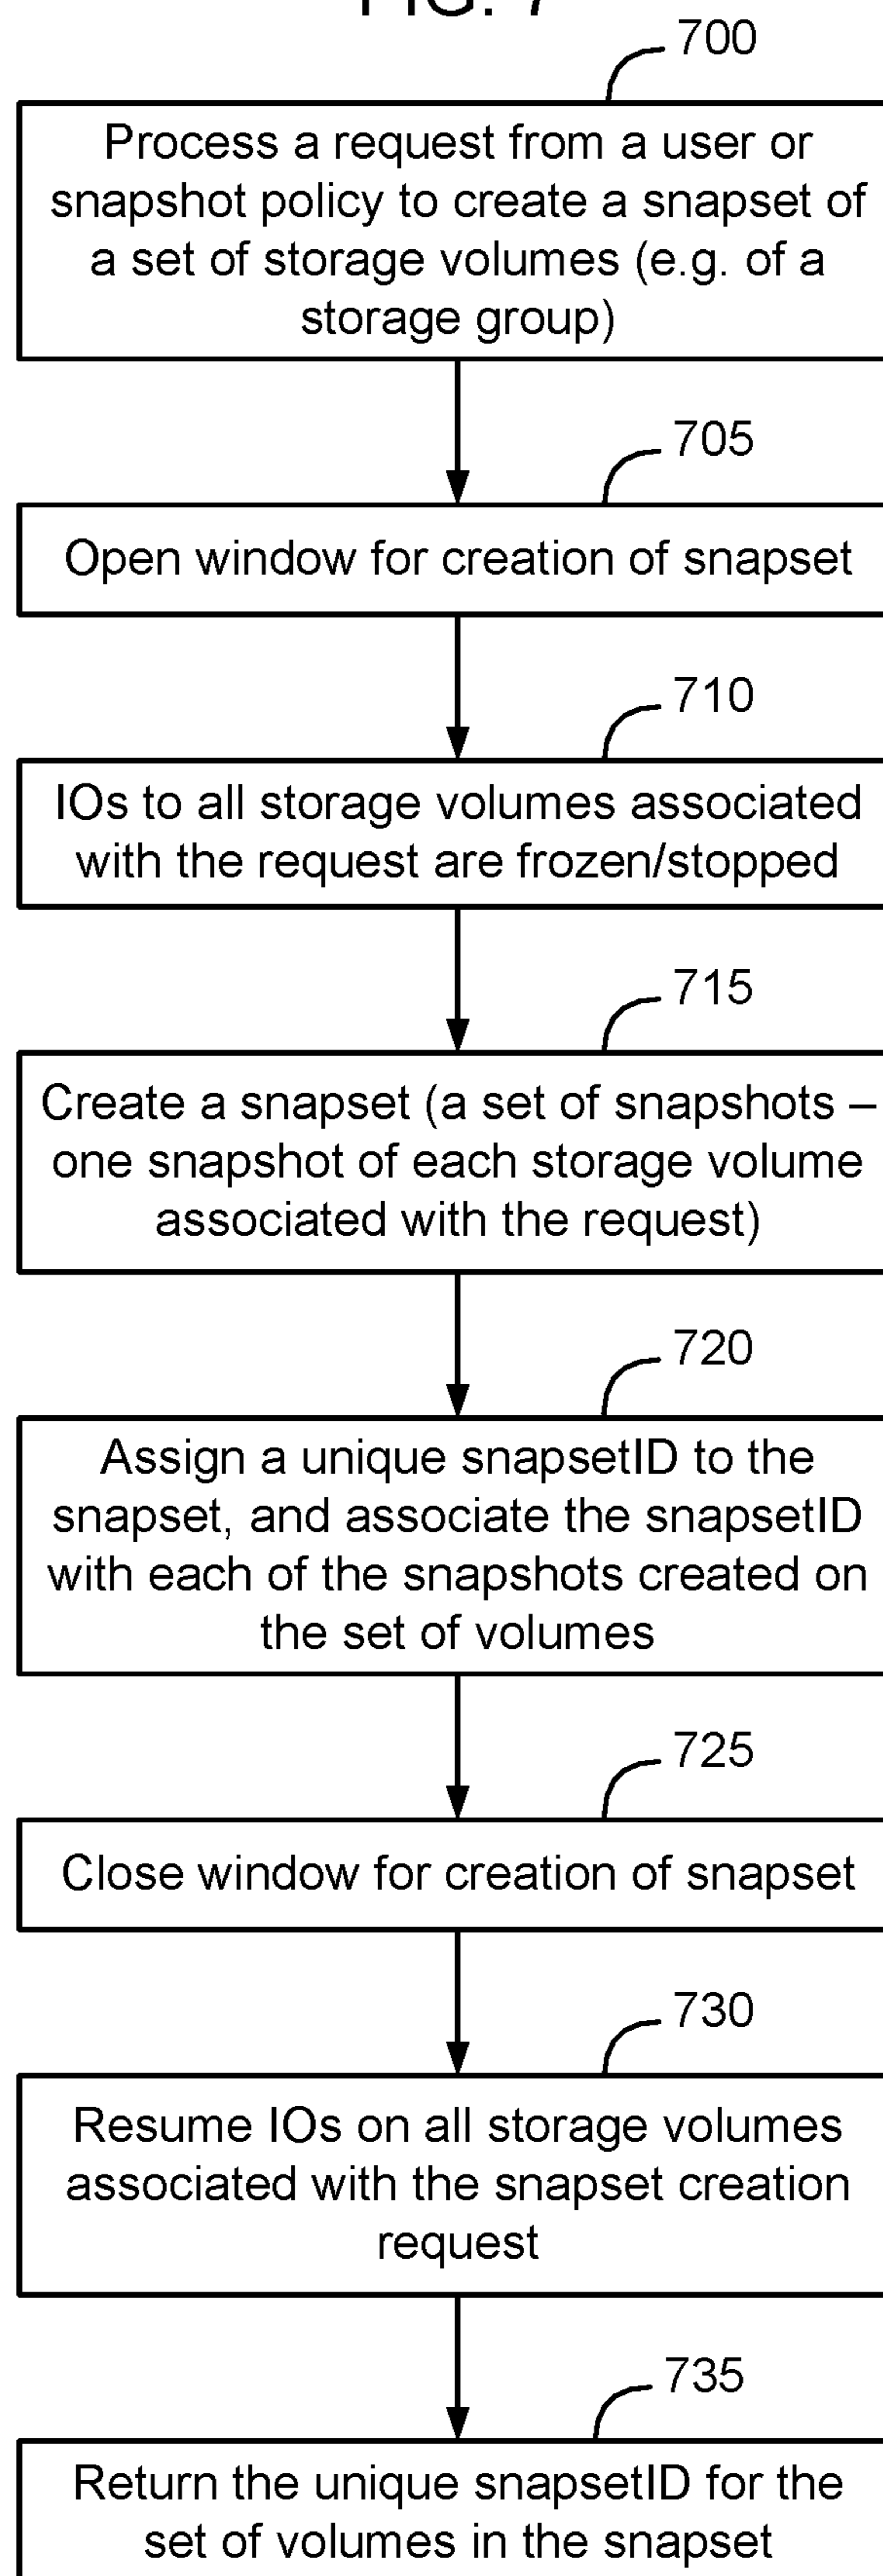 FIG. 7
700
Process a request from a user or
snapshot policy to create a snapset of
a set of storage volumes (e.g. of a
storage group)
705
Open window for creation of snapset
710
IOs to all storage volumes associated
with the request are frozen/stopped
715
Create a snapset (a set of snapshots –
one snapshot of each storage volume
associated with the request)
720
Assign a unique snapsetID to the
snapset, and associate the snapsetID
with each of the snapshots created on
the set of volumes
725
Close window for creation of snapset
730
Resume IOs on all storage volumes
associated with the snapset creation
request
735
Return the unique snapsetID for the
set of volumes in the snapset